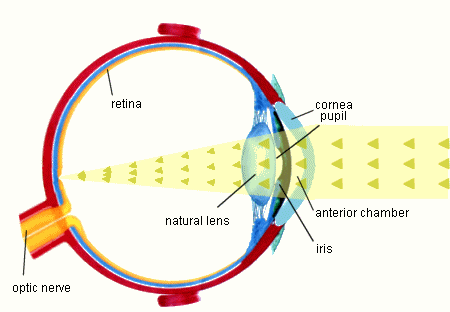 retina
cornea
pupil
natural lens
anterior chamber
iris
optic nerve